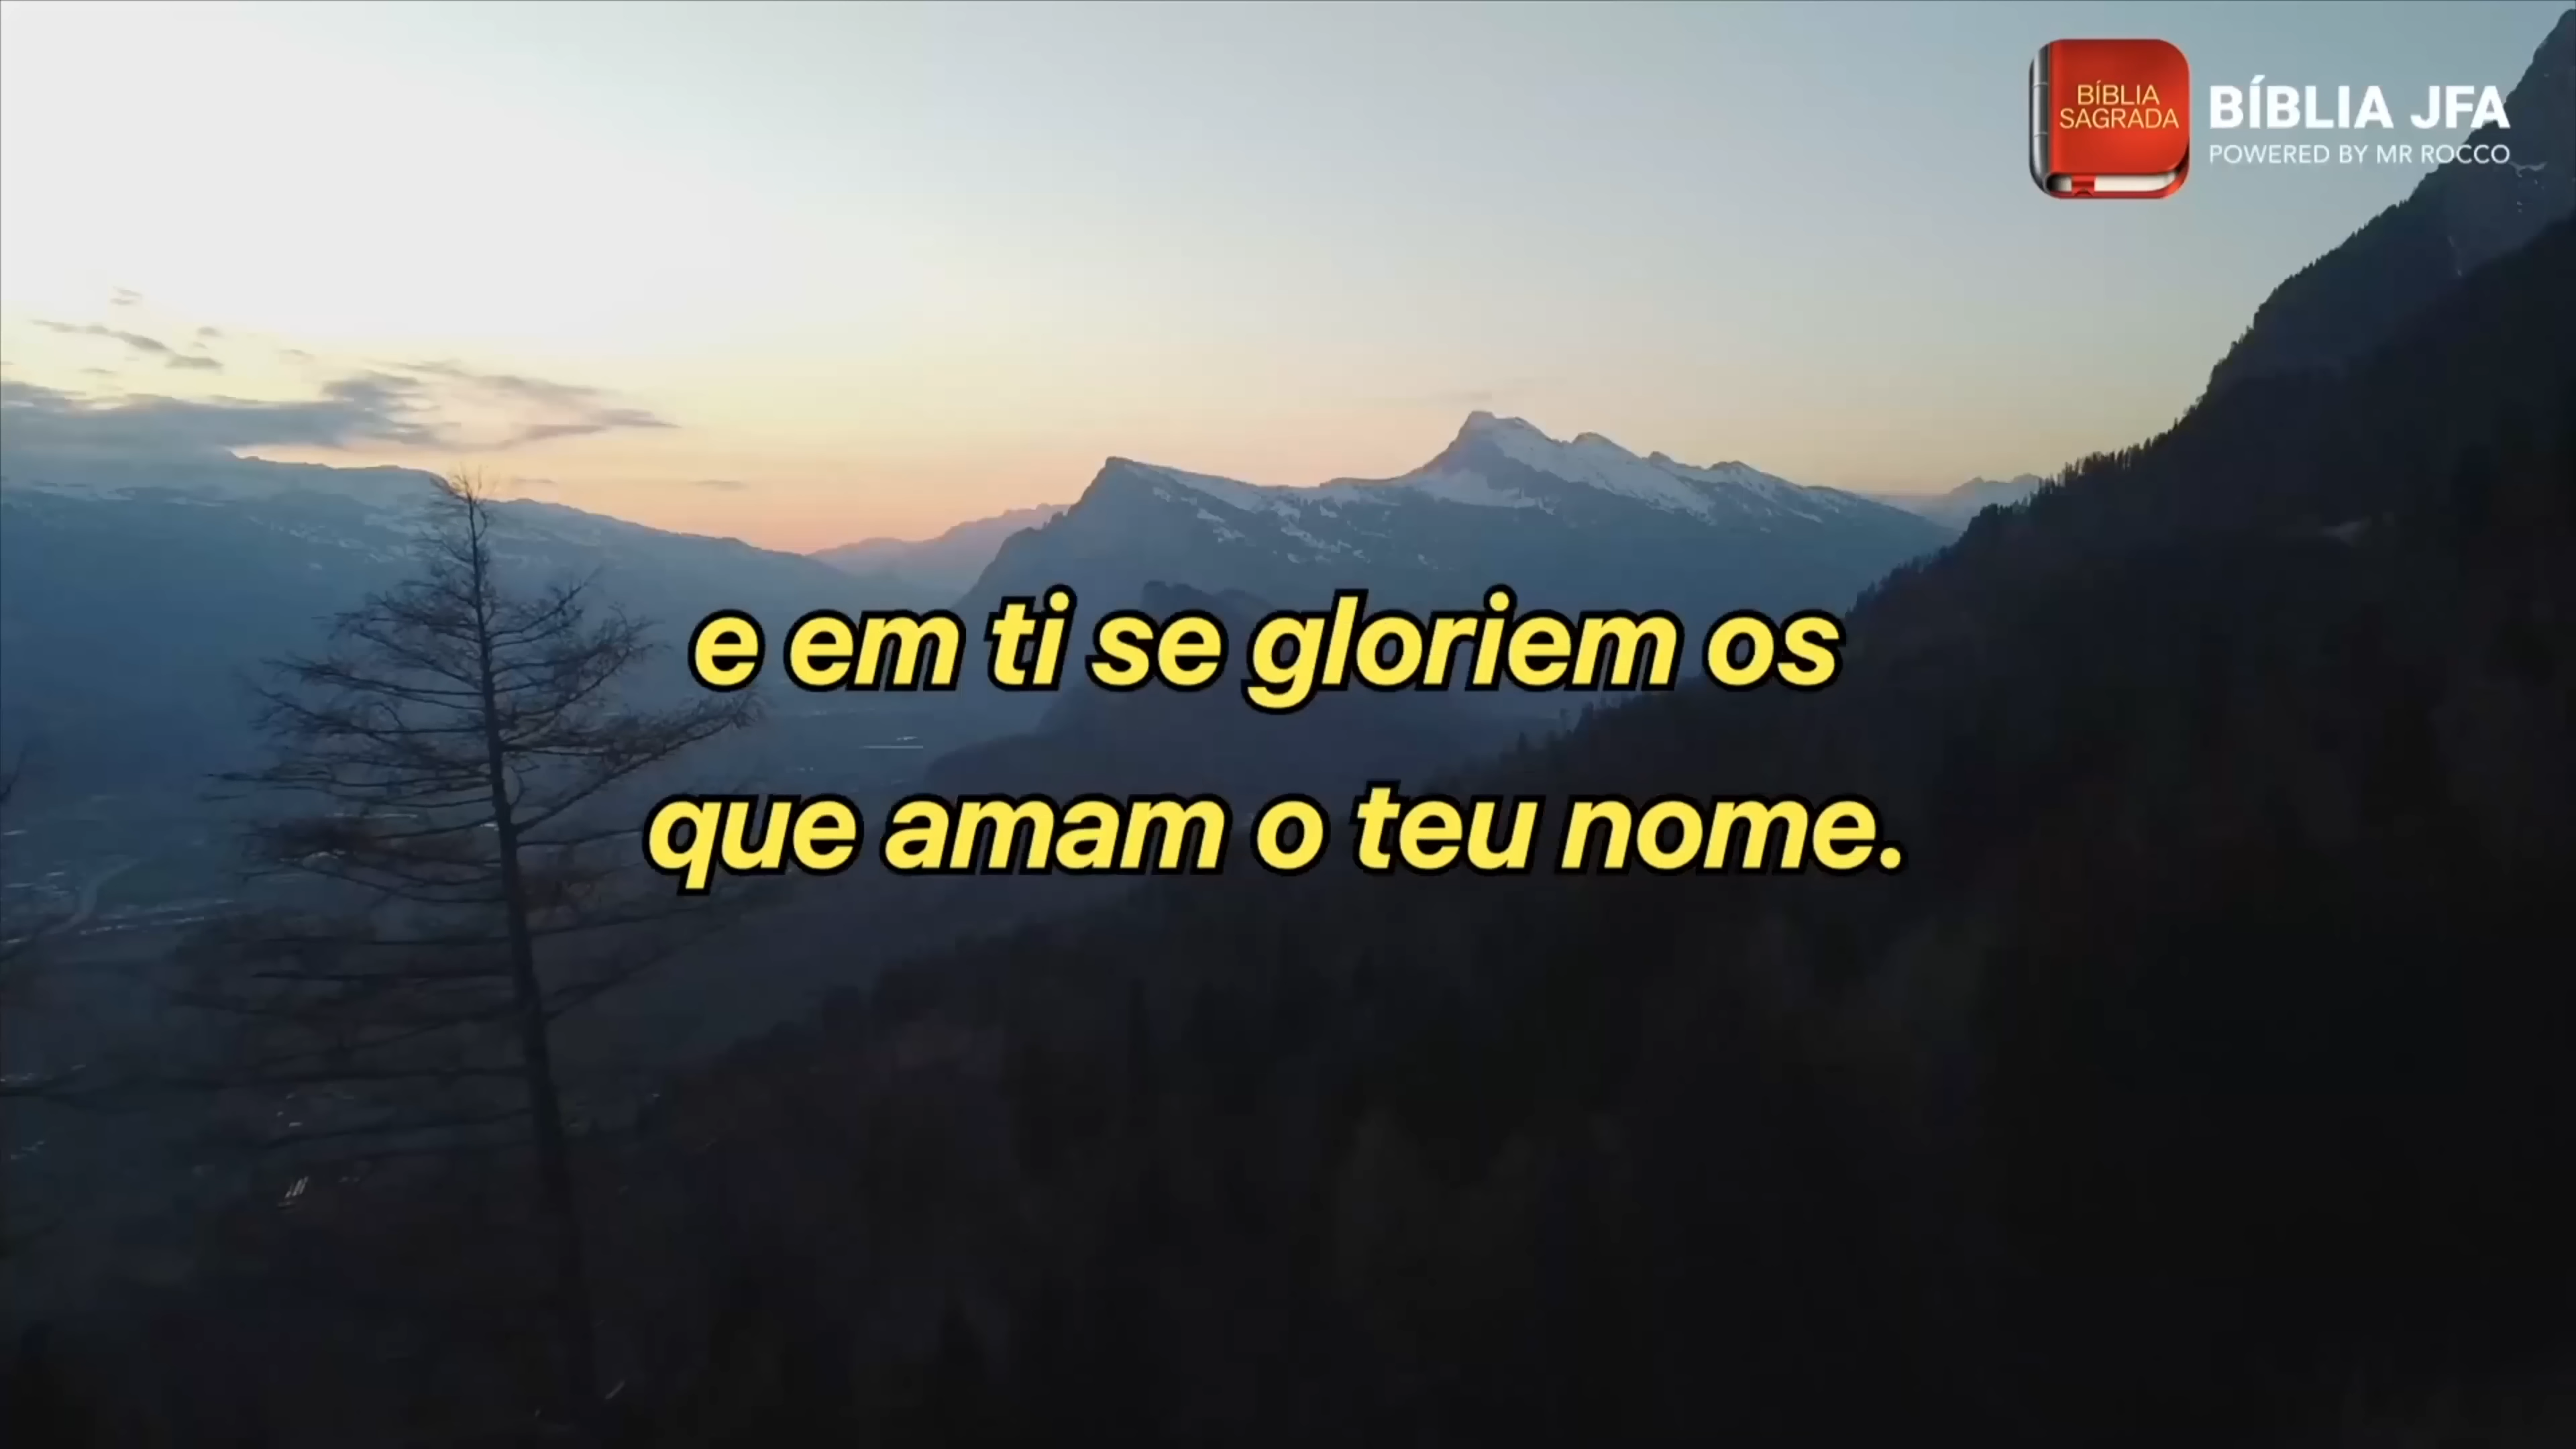 BÍBLIA
SAGRADA
BÍBLIA JFA
POWERED BY MR ROCCO
e em ti se gloriem os
que amam o teu nome.